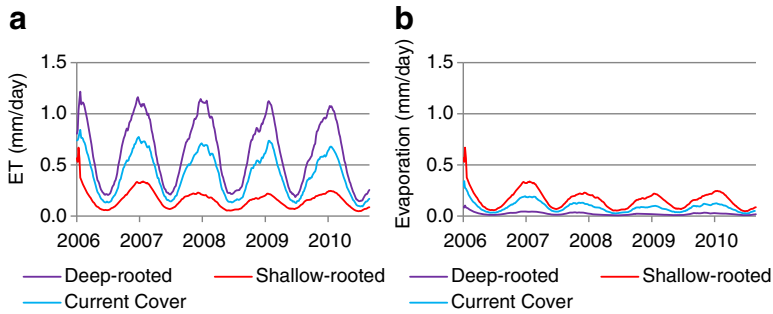 a
ET (mm/day)
1.5
1.0
0.5
0.0
2006 2007 2008 2009 2010
Deep-rooted Shallow-rooted
Current Cover
b
Evaporation (mm/day)
1.5
1.0
0.5
0.0
2006 2007 2008 2009 2010
Deep-rooted Shallow-rooted
Current Cover